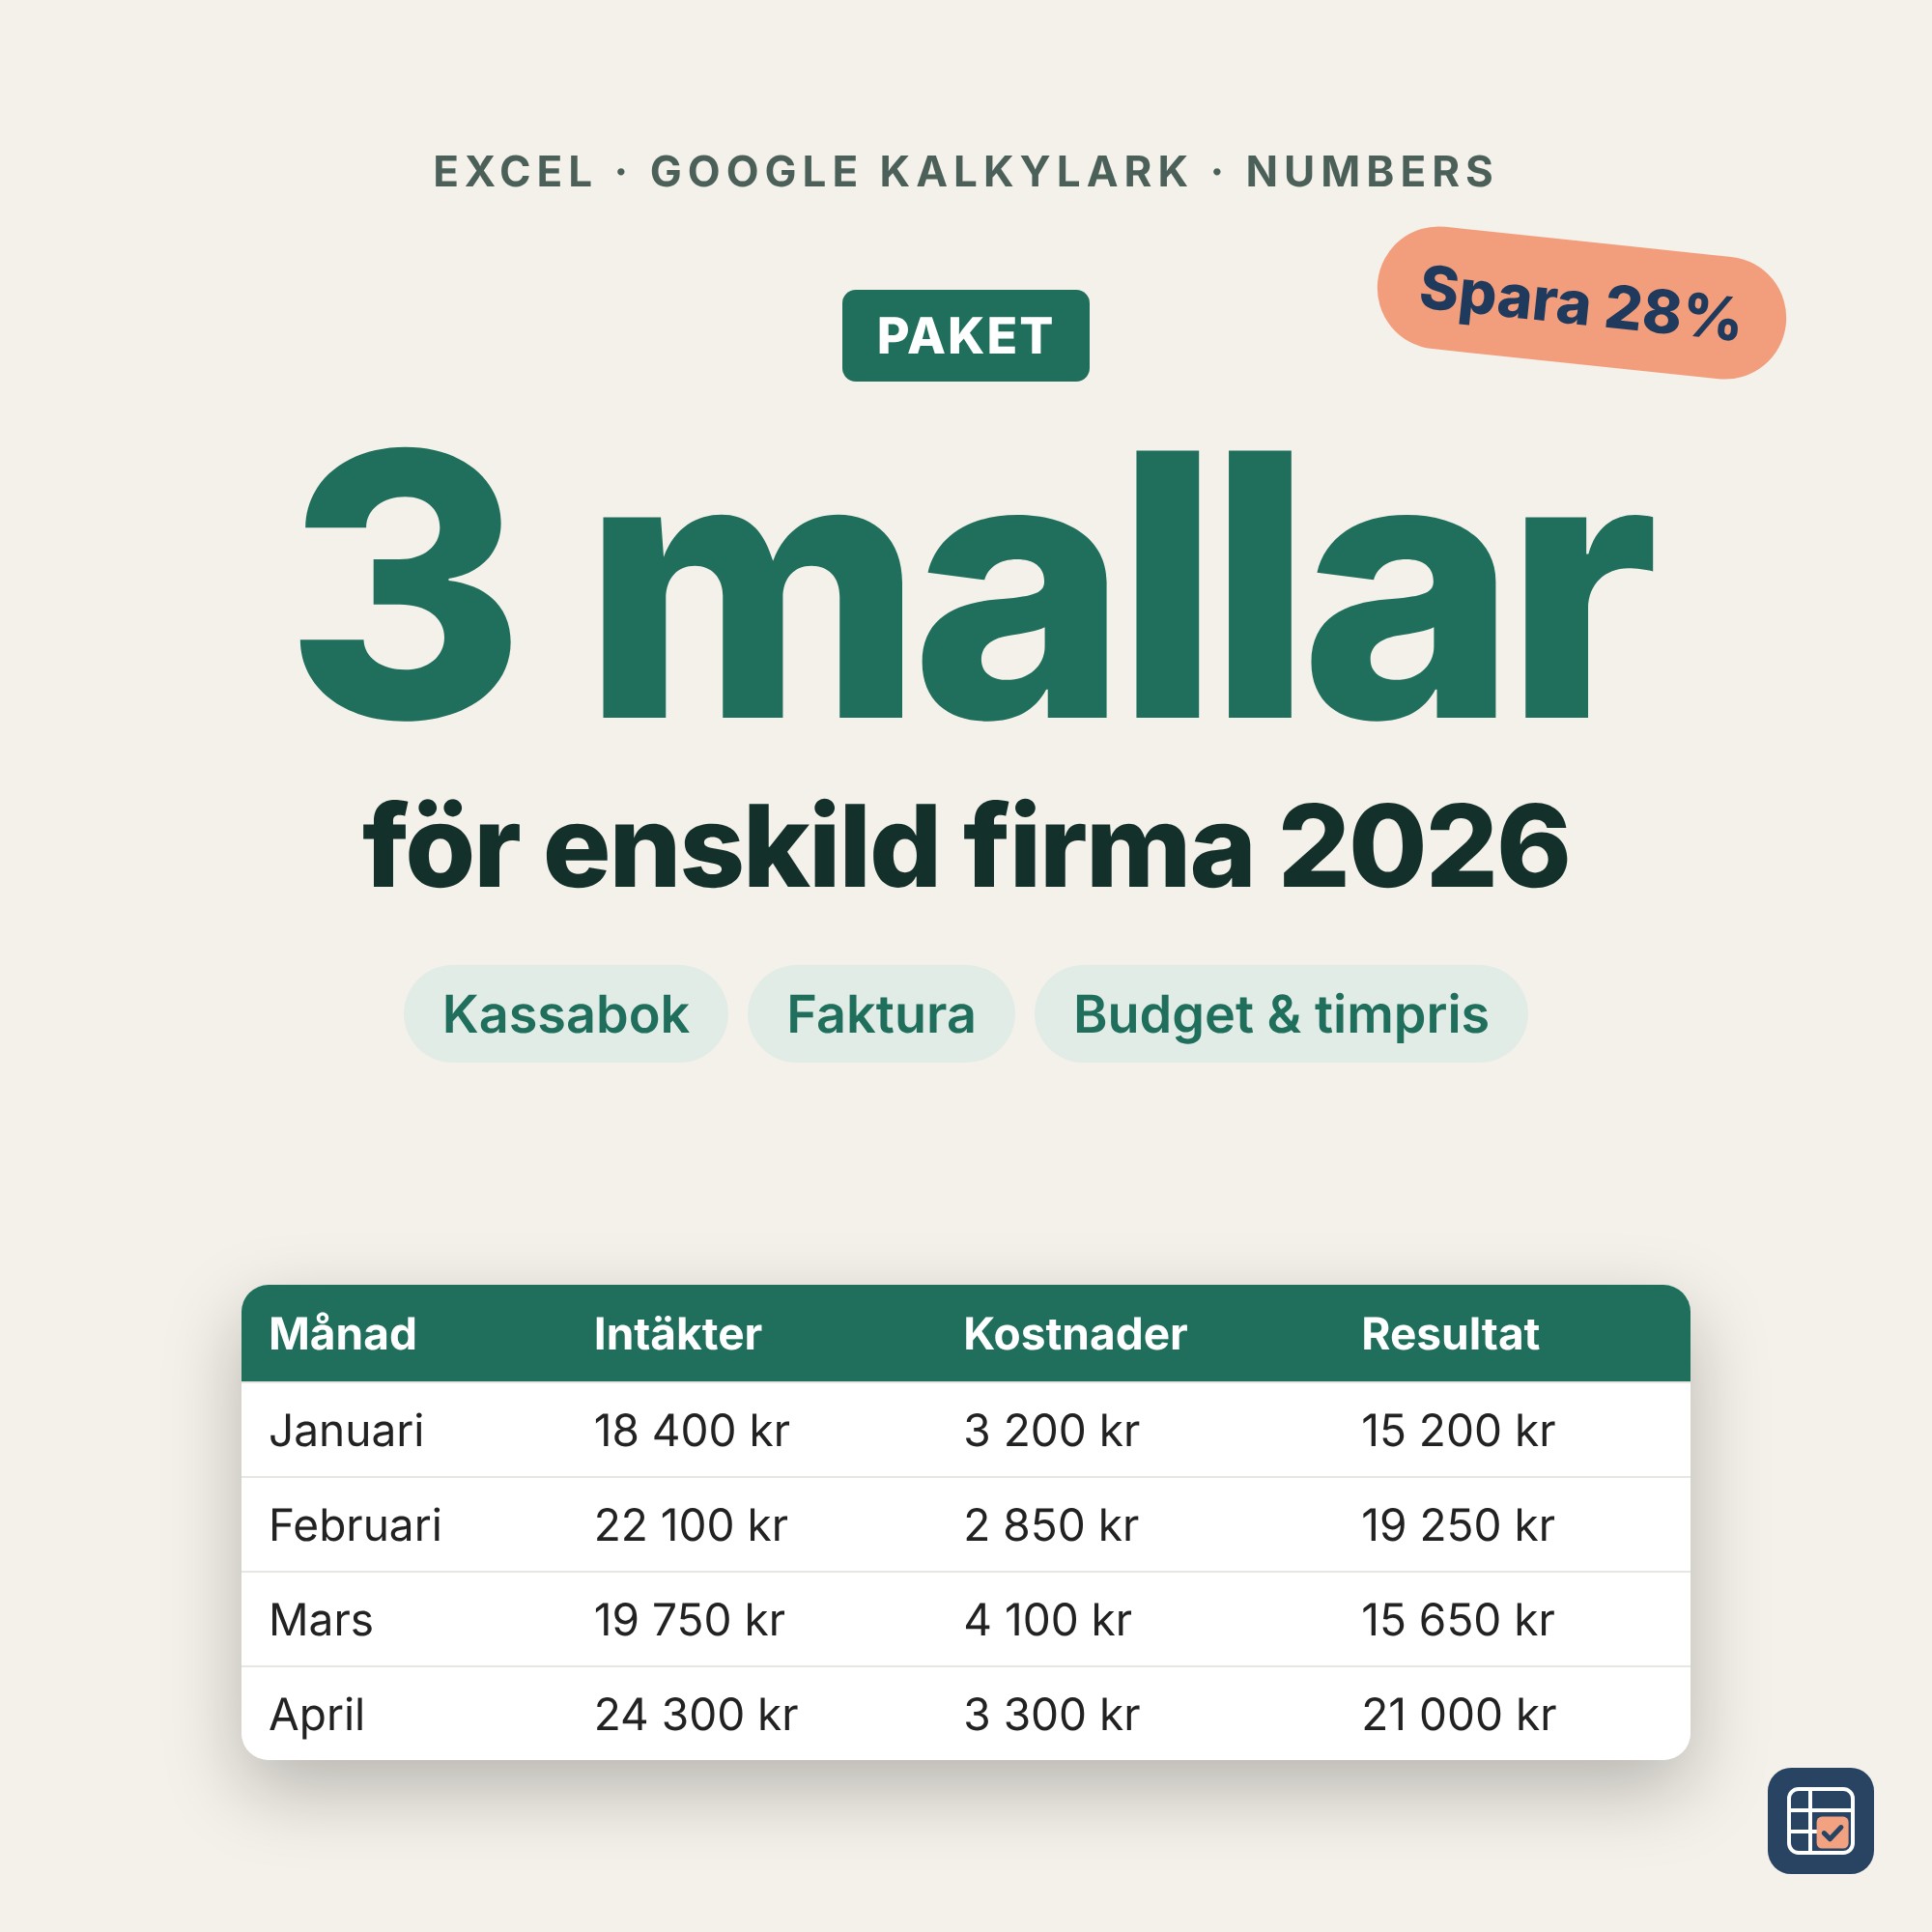 EXCEL · GOOGLE KALKYLARK · NUMBERS
Spara 28%
PAKET
3 mallar
för enskild firma 2026
Kassabok Faktura Budget & timpris
Månad Intäkter Kostnader Resultat
Januari 18 400 kr 3 200 kr 15 200 kr
Februari 22 100 kr 2 850 kr 19 250 kr
Mars 19 750 kr 4 100 kr 15 650 kr
April 24 300 kr 3 300 kr 21 000 kr